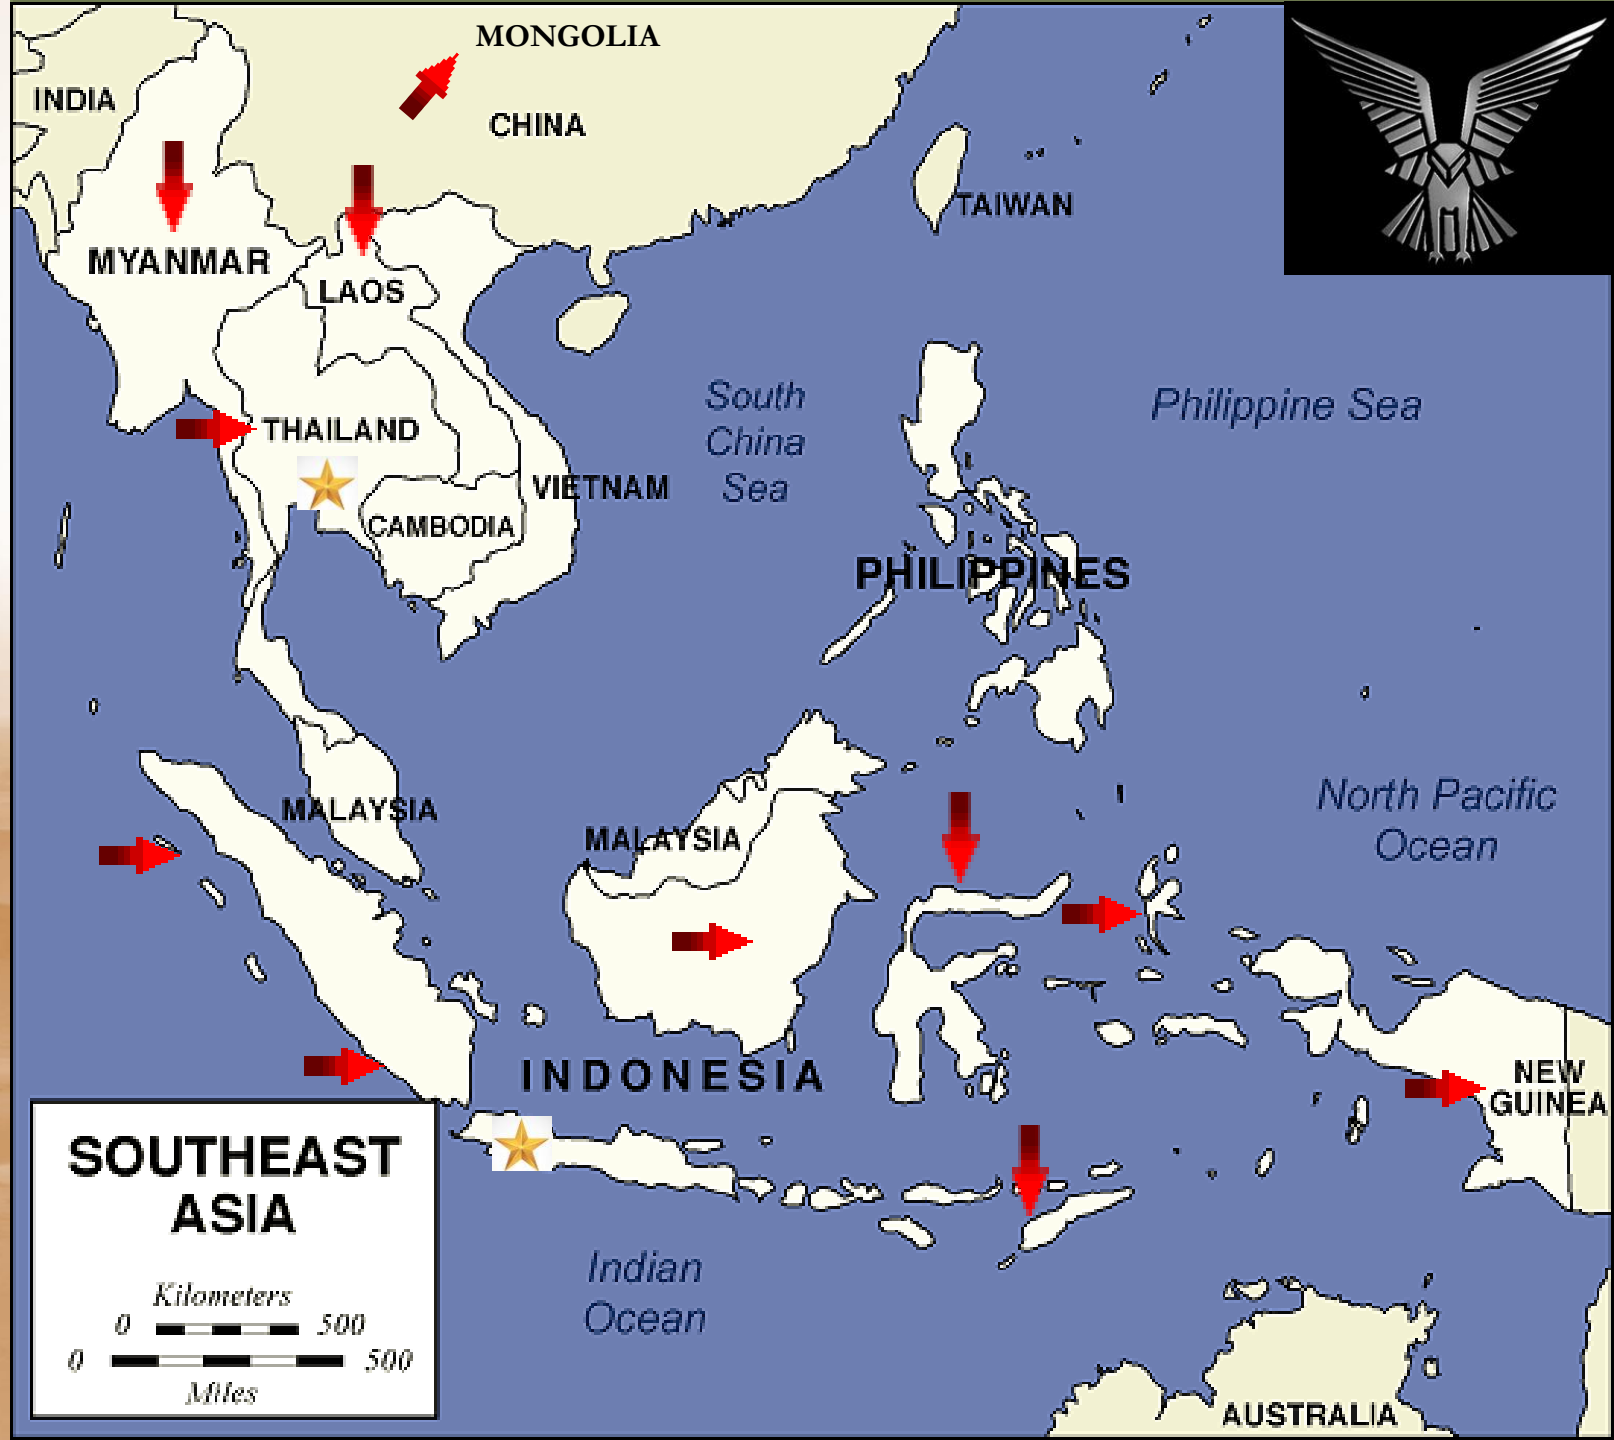 MONGOLIA
INDIA
CHINA
TAIWAN
MYANMAR
LAOS
South
China
Sea
Philippine Sea
THAILAND
VIETNAM
CAMBODIA
PHILIPPINES
North Pacific
Ocean
MALAYSIA
MALAYSIA
INDONESIA
NEW
GUINEA
SOUTHEAST
ASIA
Kilometers
0 500
0 500
Miles
Indian
Ocean
AUSTRALIA